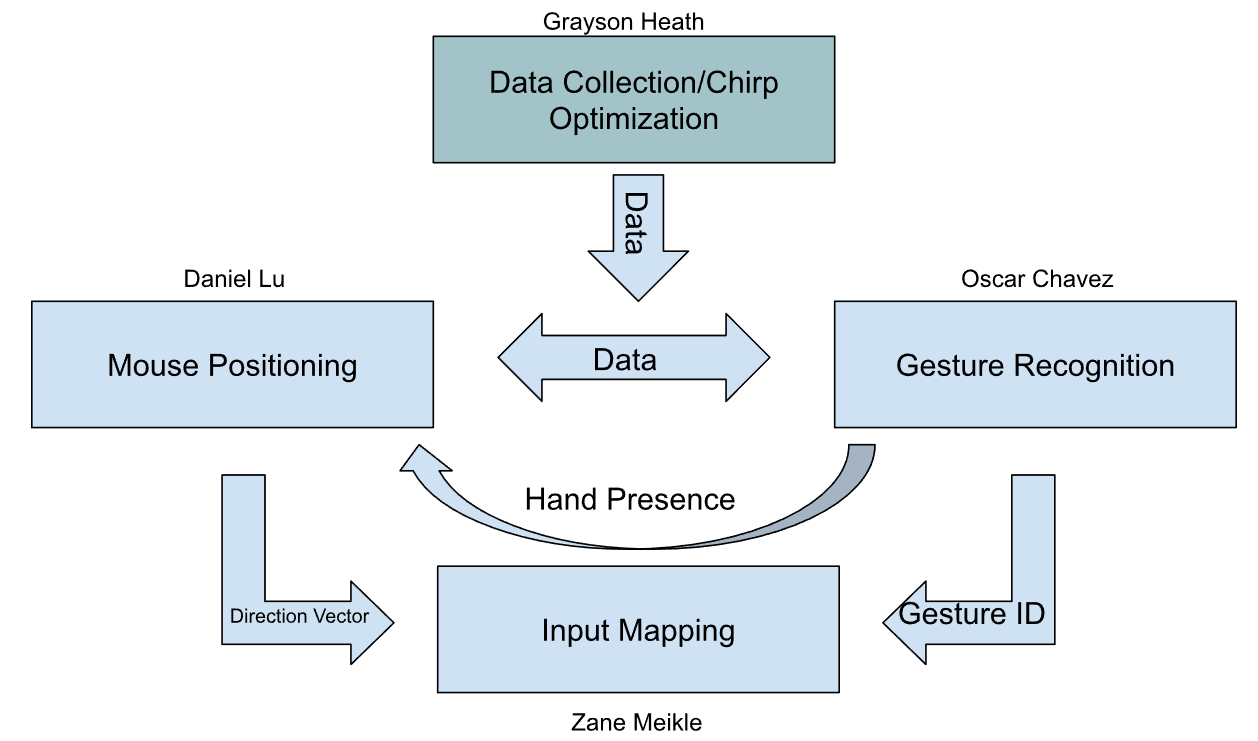 Grayson Heath
Data Collection/Chirp
Optimization
Data
Daniel Lu
Oscar Chavez
Mouse Positioning
Data
Gesture Recognition
Hand Presence
Direction Vector
Gesture ID
Input Mapping
Zane Meikle